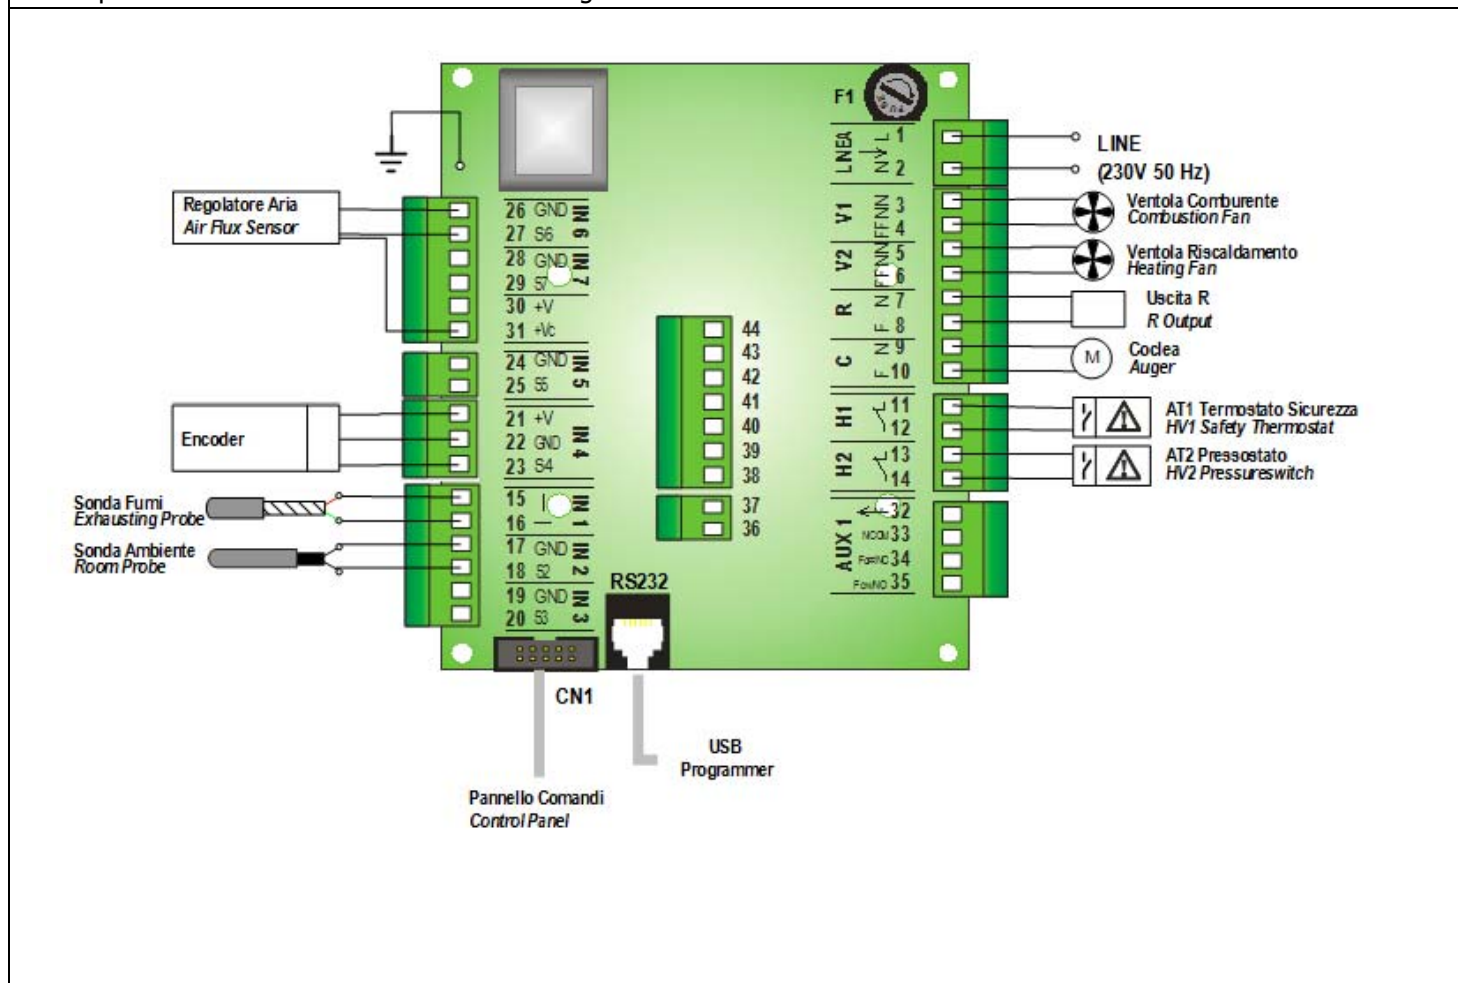 F1
LINEA
L 1
N 2
LINE
(230V 50 Hz)
V1
N 3
F 4
Ventola Comburente
Combustion Fan
V2
N 5
F 6
Ventola Riscaldamento
Heating Fan
R
N 7
F 8
Uscita R
R Output
C
N 9
F 10
M
Coclea
Auger
H1
11
12
AT1 Termostato Sicurezza
HV1 Safety Thermostat
H2
13
14
AT2 Pressostato
HV2 Pressureswitch
AUX 1
32
33
34
35
Regolatore Aria
Air Flux Sensor
26 GND
27 S6
IN 6
28 GND
29 S7
IN 7
30 +V
31 +Vc
24 GND
25 S5
IN 5
Encoder
21 +V
22 GND
23 S4
IN 4
Sonda Fumi
Exhausting Probe
15
16
IN 1
Sonda Ambiente
Room Probe
17 GND
18 S2
IN 2
19 GND
20 S3
IN 3
44
43
42
41
40
39
38
37
36
RS232
CN1
USB
Programmer
Pannello Comandi
Control Panel